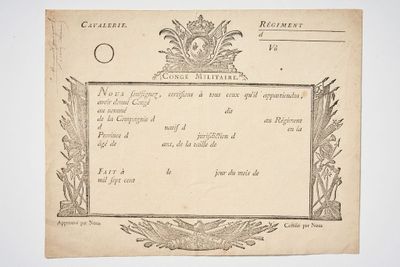 CAVALERIE.
RÉGIMENT
d
Vû
CONGÉ MILITAIRE.
Nous soussignez, certifions à tous ceux qu'il appartiendra,
avoir donné Congé
au nommé dit
de la Compagnie d au Régiment
d natif d en la
Province d jurisdiction d
âgé de ans, de la taille de
FAIT à le jour du mois de
mil sept cent
Approuvé par Nous Certifié par Nous